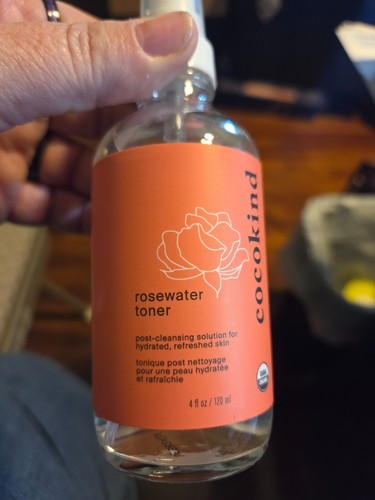 cocokind
rosewater
toner
post-cleansing solution for
hydrated, refreshed skin
tonique post nettoyage
pour une peau hydratée
et rafraîchie
4 fl oz / 120 ml